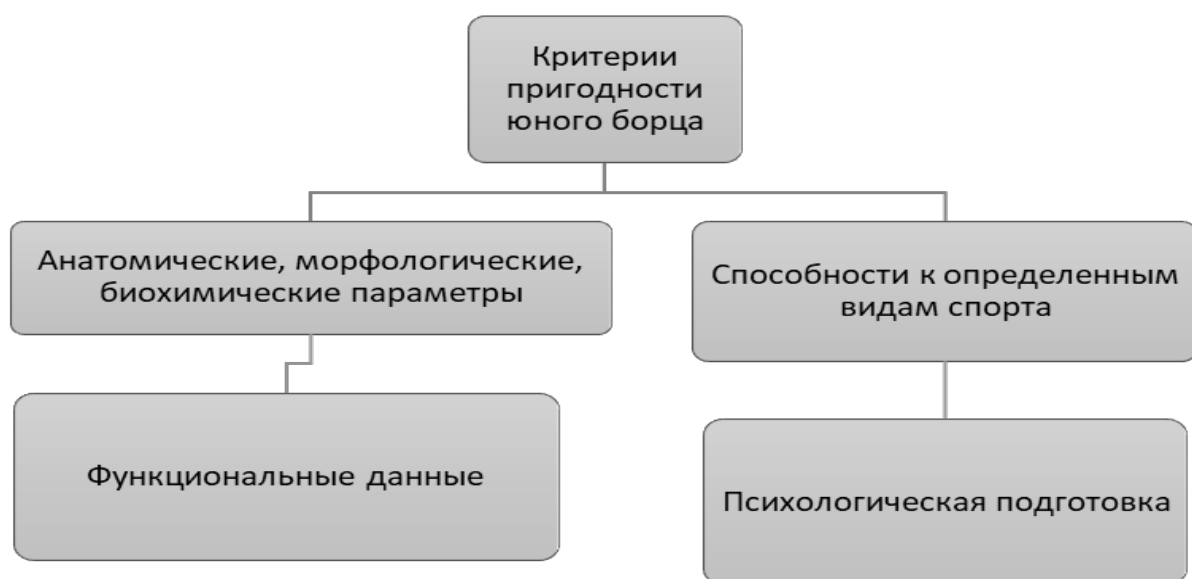 Критерии
пригодности
юного борца
Анатомические, морфологические,
биохимические параметры
Способности к определенным
видам спорта
Функциональные данные
Психологическая подготовка